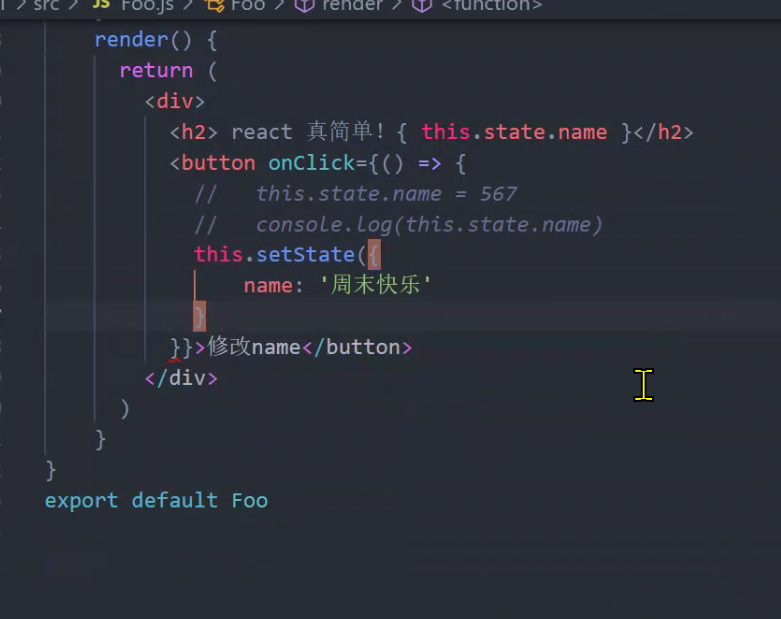 > src > JS Foo.js > Foo > render > <function>
render() {
return (
<div>
<h2> react 真简单! { this.state.name }</h2>
<button onClick={() => {
//   this.state.name = 567
//   console.log(this.state.name)
this.setState({
name: '周末快乐'
}
}}>修改name</button>
</div>
)
}
}
export default Foo